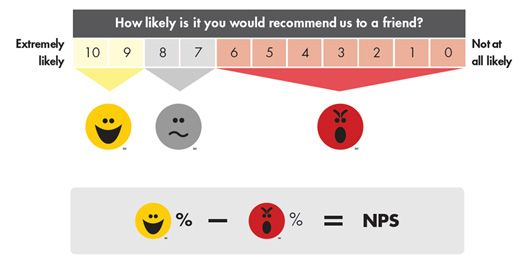 How likely is it you would recommend us to a friend?
Extremely likely
10 9 8 7 6 5 4 3 2 1 0
Not at all likely
% – % = NPS